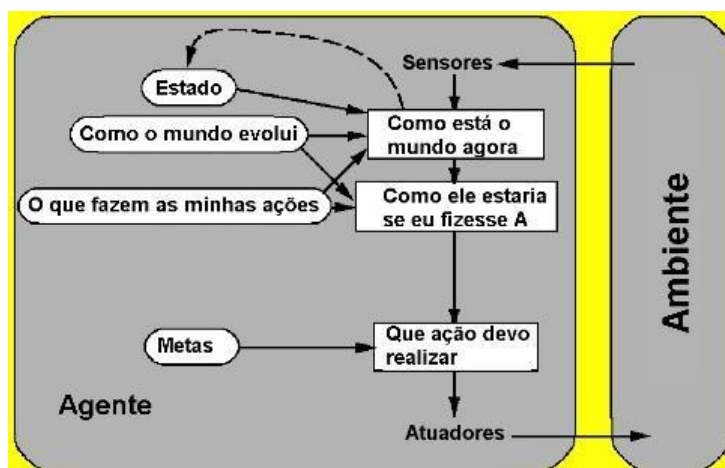 Sensores
Estado
Como o mundo evolui
Como está o
mundo agora
O que fazem as minhas ações
Como ele estaria
se eu fizesse A
Metas
Que ação devo
realizar
Agente
Atuadores
Ambiente